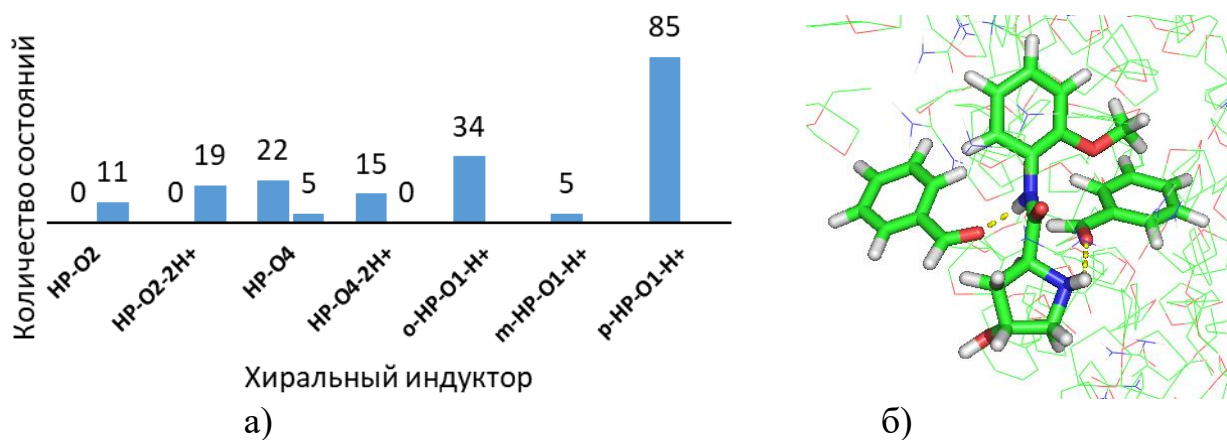 Количество состояний
0 11
0 19
22 5
15 0
34
5
85
HP-O2
HP-O2-2H+
HP-O4
HP-O4-2H+
o-HP-O1-H+
m-HP-O1-H+
p-HP-O1-H+
Хиральный индуктор
а) б)